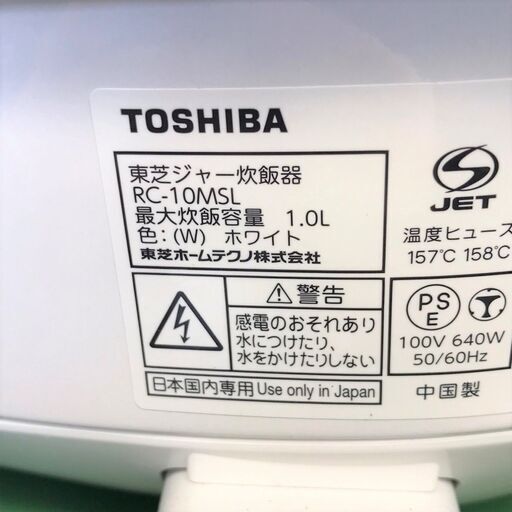 TOSHIBA
東芝ジャー炊飯器
RC-10MSL
最大炊飯容量 1.0L
色：(W) ホワイト
東芝ホームテクノ株式会社
S
JET
温度ヒューズ
157℃ 158℃
⚠警告
感電のおそれあり
水につけたり、
水をかけたりしない
日本国内専用 Use only in Japan
PS
E
100V 640W
50/60Hz
中国製